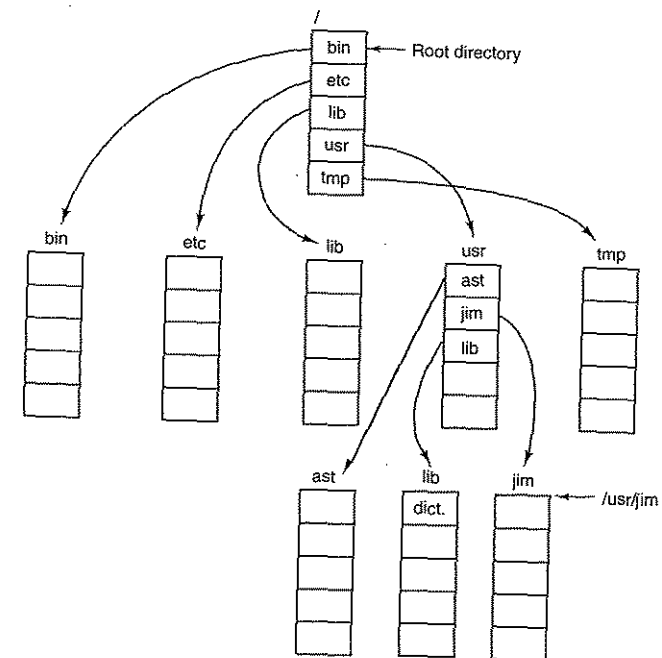 /
bin
Root directory
etc
lib
usr
tmp
bin
etc
lib
usr
tmp
ast
jim
lib
ast
lib
jim
dict.
/usr/jim